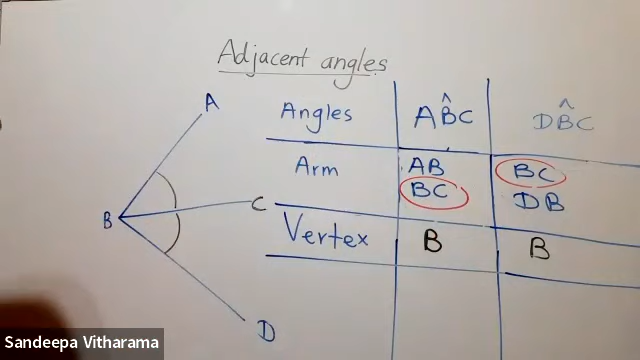 Adjacent angles
A
B
C
D
Angles AB̂C DB̂C
Arm AB BC
BC DB
Vertex B B
Sandeepa Vitharama